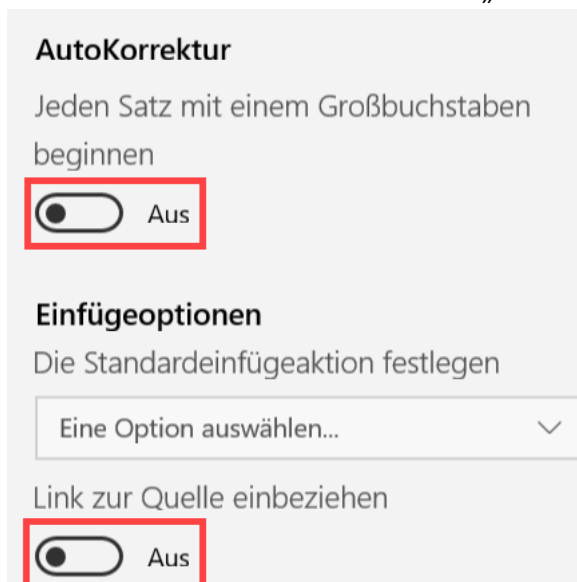 „
AutoKorrektur
Jeden Satz mit einem Großbuchstaben
beginnen
Aus
Einfügeoptionen
Die Standardeinfügeaktion festlegen
Eine Option auswählen...
Link zur Quelle einbeziehen
Aus